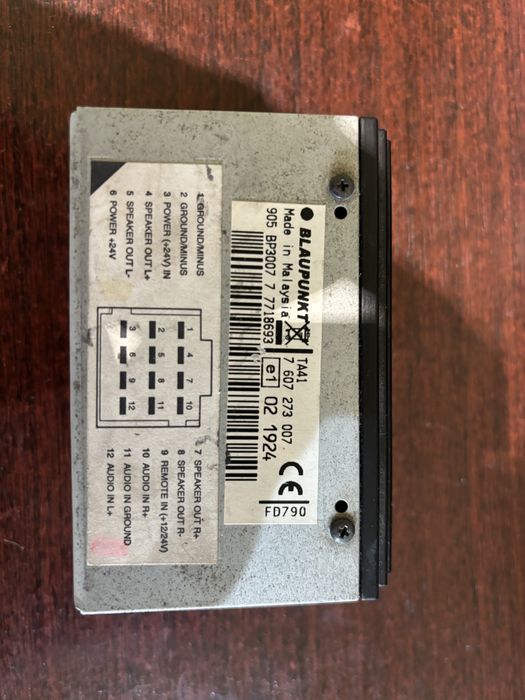 BLAUPUNKT
TA41
Made in Malaysia
7 607 273 007
905 BP3007 7 7718693
e1
02 1924
CE
FD790
1 GROUND/MINUS
2 GROUND/MINUS
3 POWER (+24V) IN
4 SPEAKER OUT L+
5 SPEAKER OUT L-
6 POWER +24V
1 4 7 10
2 5 8 11
3 6 9 12
7 SPEAKER OUT R+
8 SPEAKER OUT R-
9 REMOTE IN (+12/24V)
10 AUDIO IN R+
11 AUDIO IN GROUND
12 AUDIO IN L+